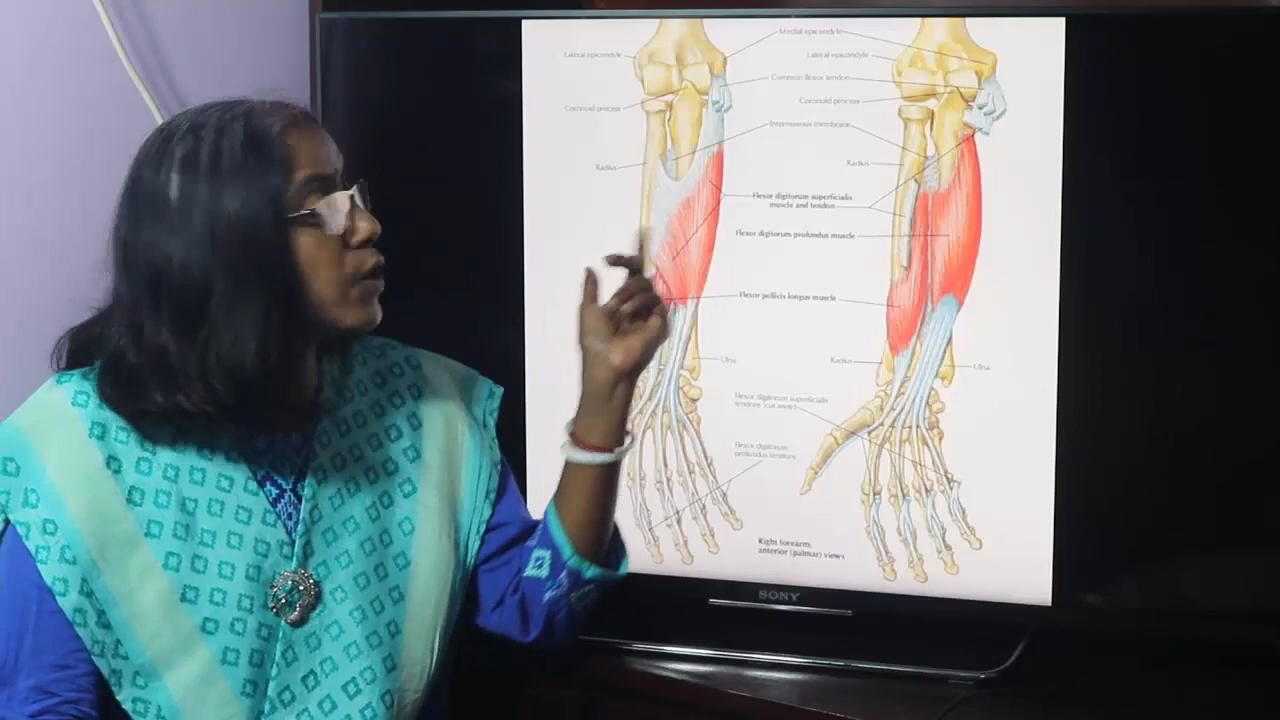 Medial epicondyle
Lateral epicondyle
Lateral epicondyle
Common flexor tendon
Coronoid process
Coronoid process
Interosseous membrane
Radius
Radius
Flexor digitorum superficialis
muscle and tendon
Flexor digitorum profundus muscle
Flexor pollicis longus muscle
Ulna
Radius
Ulna
Flexor digitorum superficialis
tendons (cut away)
Flexor digitorum
profundus tendons
Right forearm:
anterior (palmar) views
SONY